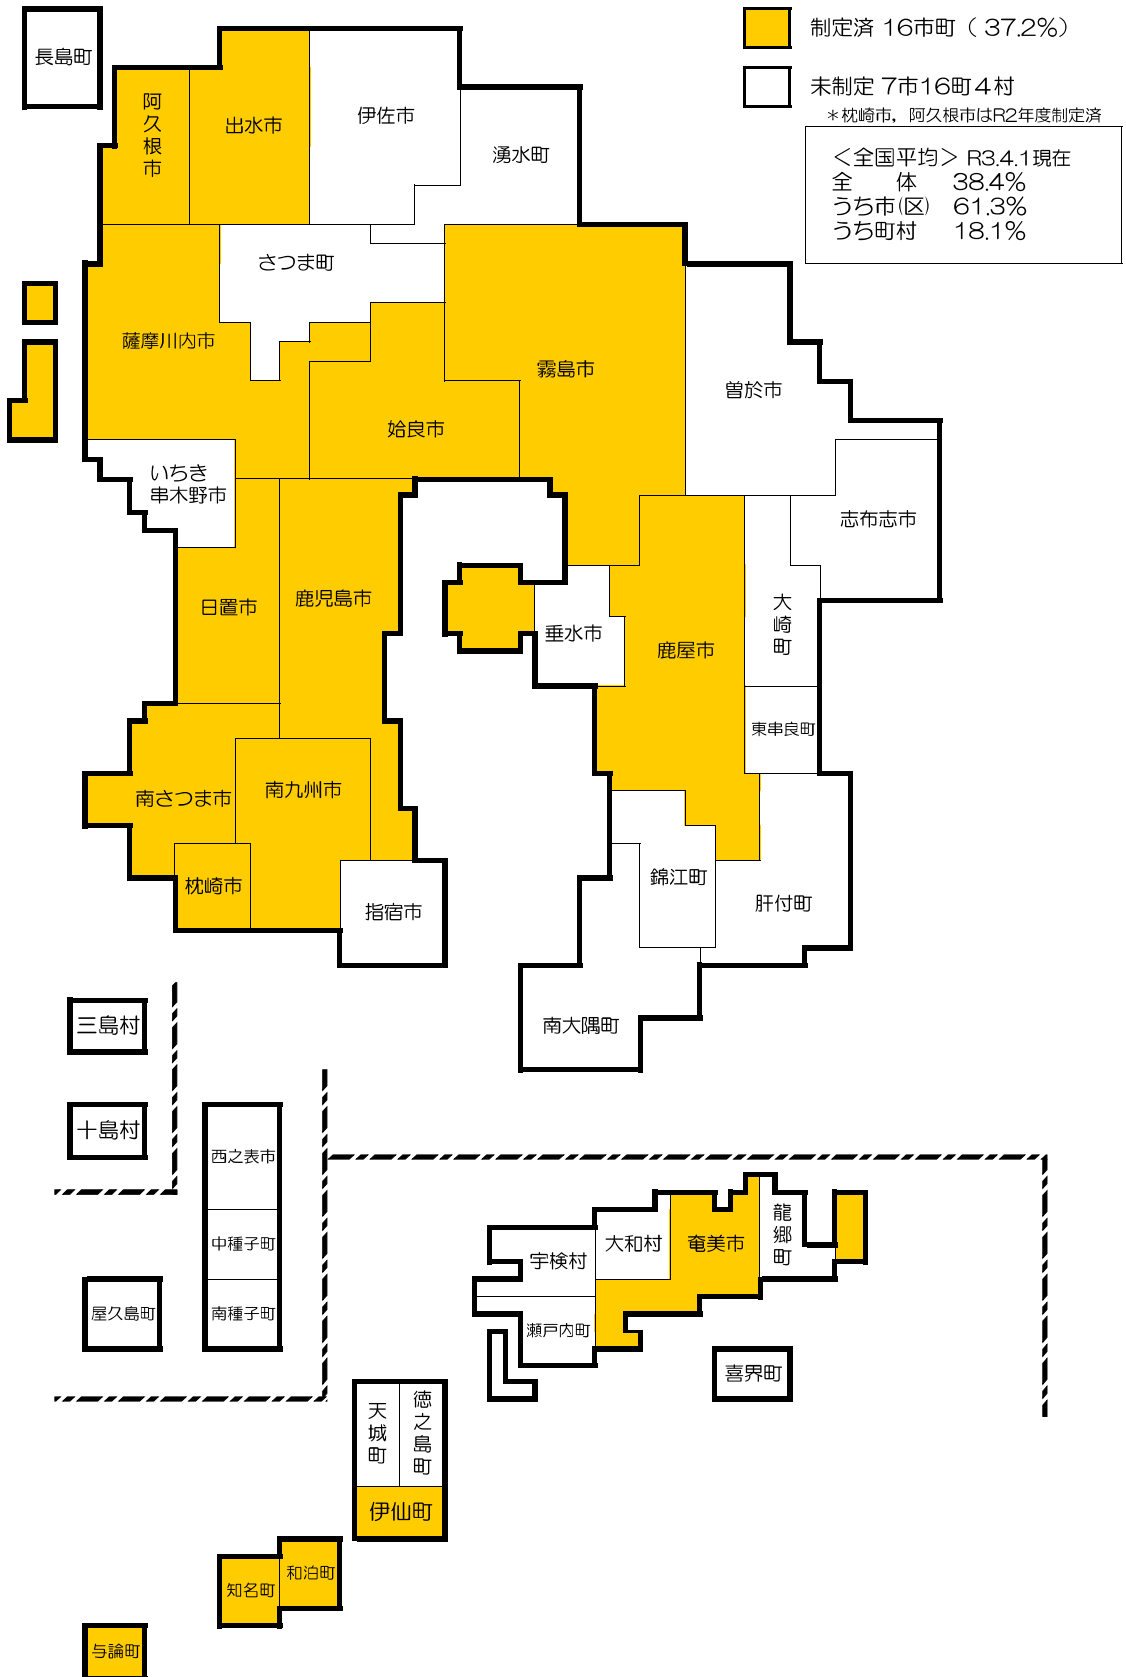 制定済 16市町（ 37.2%）
未制定 7市16町4村
＊枕崎市，阿久根市はR2年度制定済
＜全国平均＞ R3.4.1現在
全　　体　38.4%
うち市(区)　61.3%
うち町村　18.1%
長島町
阿久根市
出水市
伊佐市
湧水町
さつま町
薩摩川内市
霧島市
曽於市
姶良市
いちき
串木野市
志布志市
日置市
鹿児島市
垂水市
鹿屋市
大崎町
東串良町
南さつま市
南九州市
枕崎市
指宿市
錦江町
肝付町
南大隅町
三島村
十島村
西之表市
中種子町
南種子町
屋久島町
宇検村
大和村
奄美市
龍郷町
瀬戸内町
喜界町
天城町
徳之島町
伊仙町
和泊町
知名町
与論町